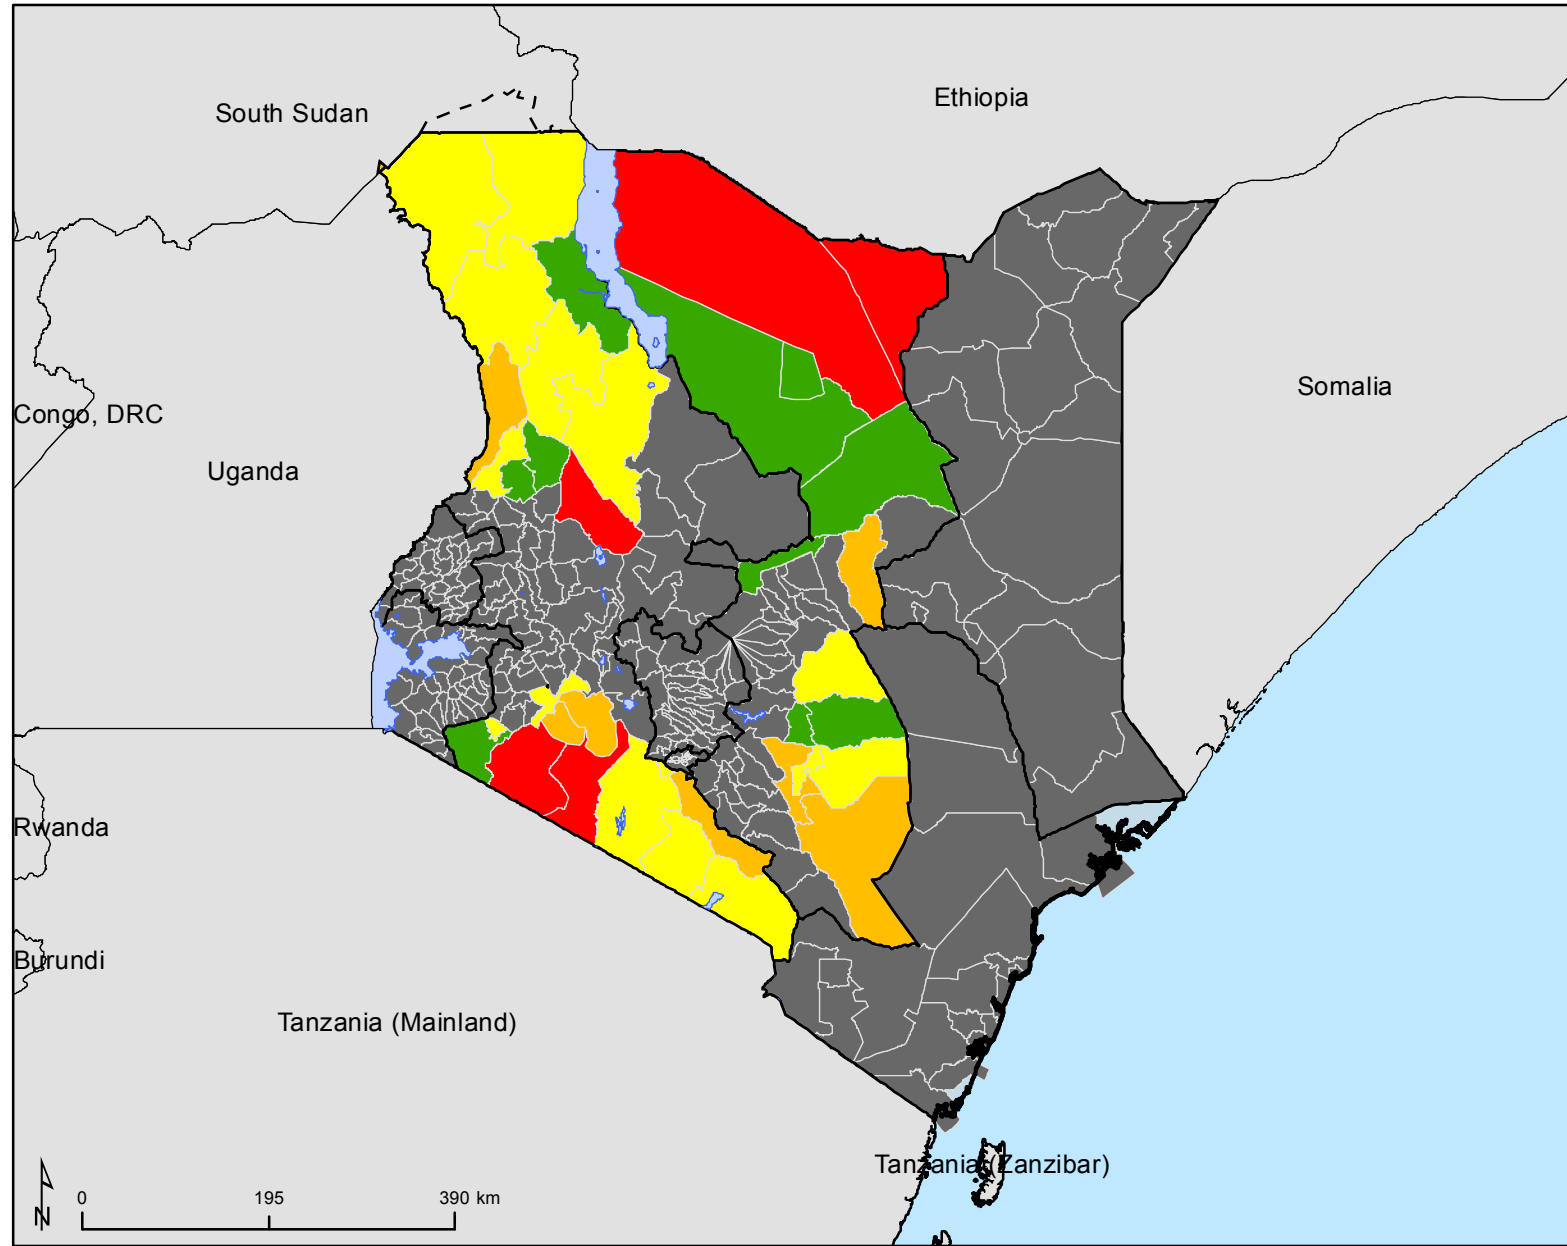 South Sudan
Ethiopia
Somalia
Congo, DRC
Uganda
Rwanda
Burundi
Tanzania (Mainland)
Tanzania (Zanzibar)
N
0 195 390 km